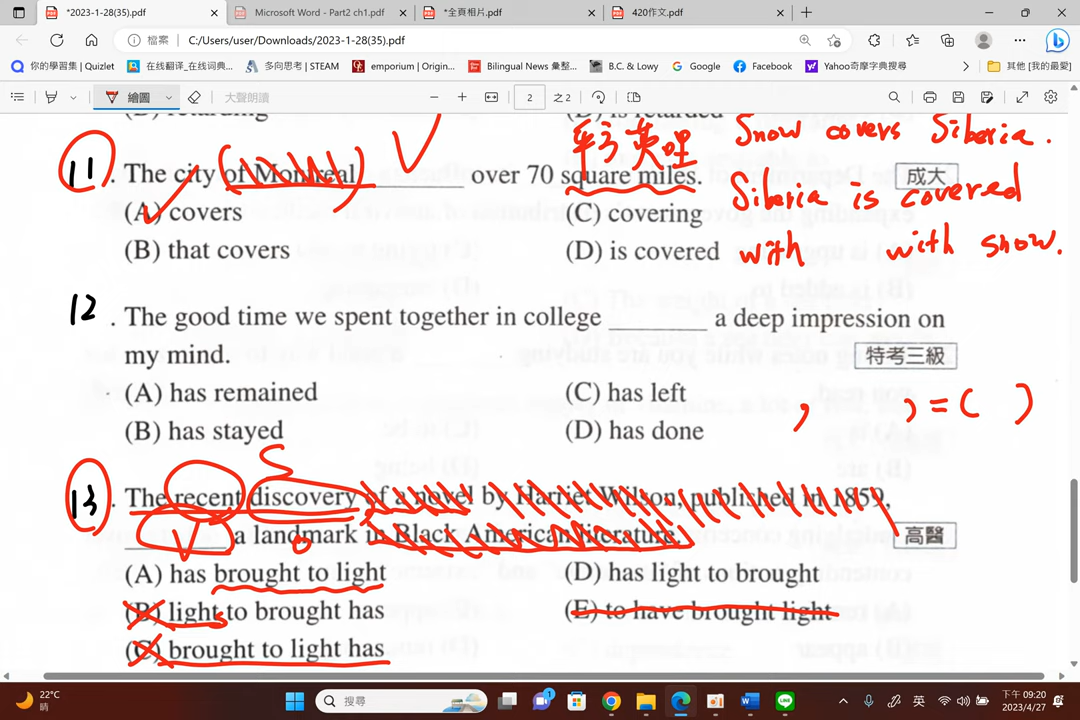 *2023-1-28(35).pdf
Microsoft Word - Part2 ch1.pdf
*全頁相片.pdf
420作文.pdf
檔案
C:/Users/user/Downloads/2023-1-28(35).pdf
你的學習集 | Quizlet
在线翻译_在线词典...
多向思考 | STEAM
emporium | Origin...
Bilingual News 彙整...
B.C. & Lowy
Google
Facebook
Yahoo奇摩字典搜尋
其他 [我的最愛]
繪圖
大聲朗讀
2
之 2
平方英哩
Snow covers Siberia.
11. The city of Montreal ________ over 70 square miles.
成大
Siberia is covered
(A) covers
(C) covering
(B) that covers
(D) is covered
with
with snow.
12. The good time we spent together in college ________ a deep impression on
my mind.
特考三級
(A) has remained
(C) has left
, , = ( )
(B) has stayed
(D) has done
S
13. The recent discovery of a novel by Harriet Wilson, published in 1859,
V
________ a landmark in Black American literature.
O
高醫
(A) has brought to light
(D) has light to brought
(B) light to brought has
(E) to have brought light
(C) brought to light has
22°C
晴
搜尋
英
下午 09:20
2023/4/27